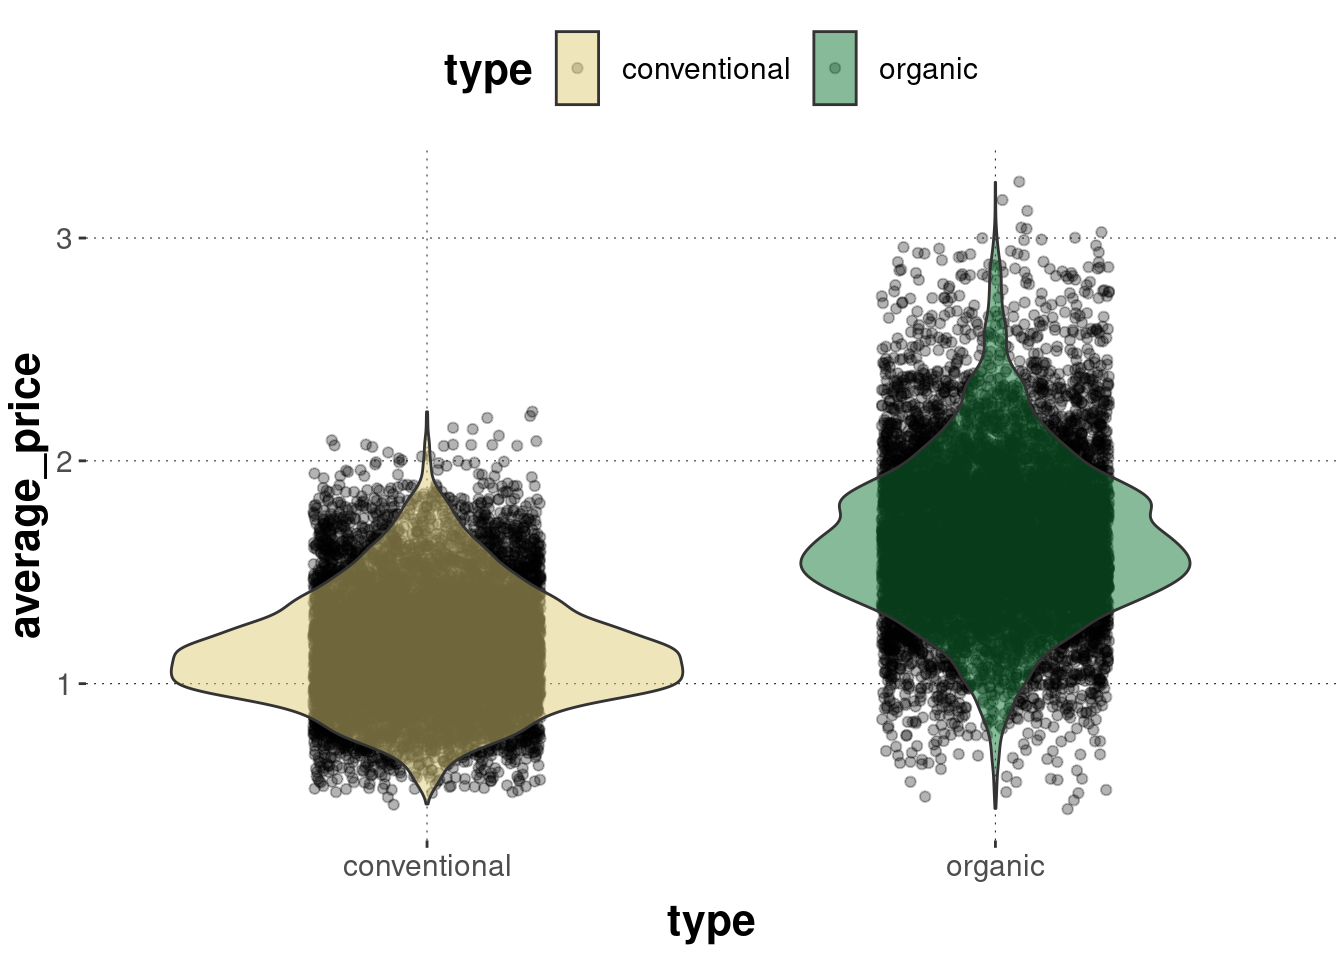 type conventional organic
average_price
3
2
1
conventional organic
type